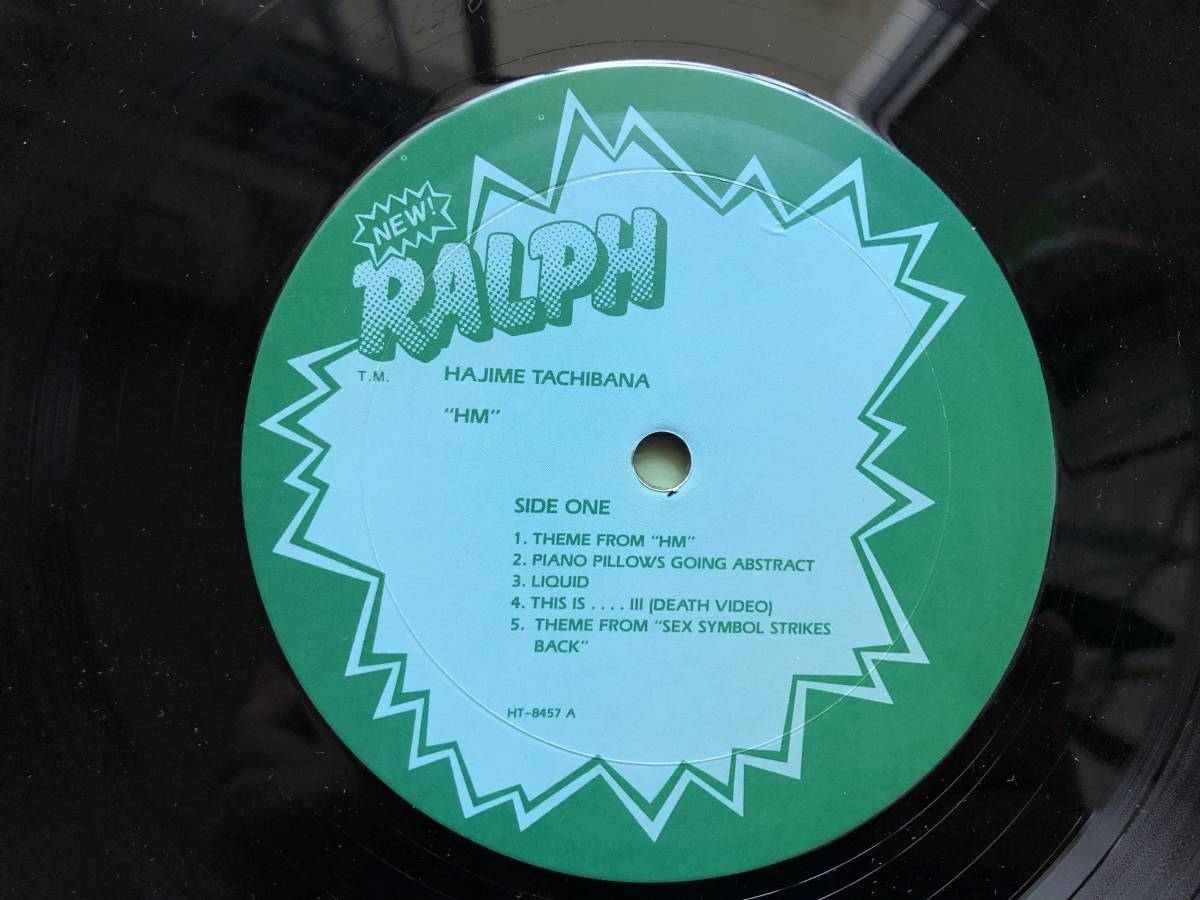 NEW!
RALPH
T.M.
HAJIME TACHIBANA
"HM"
SIDE ONE
1. THEME FROM "HM"
2. PIANO PILLOWS GOING ABSTRACT
3. LIQUID
4. THIS IS . . . . III (DEATH VIDEO)
5. THEME FROM "SEX SYMBOL STRIKES
BACK"
HT-8457 A